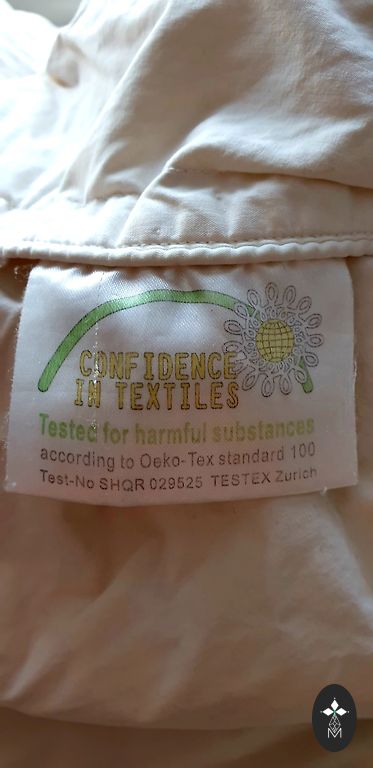 CONFIDENCE
IN TEXTILES
Tested for harmful substances
according to Oeko-Tex standard 100
Test-No SHQR 029525 TESTEX Zurich
M